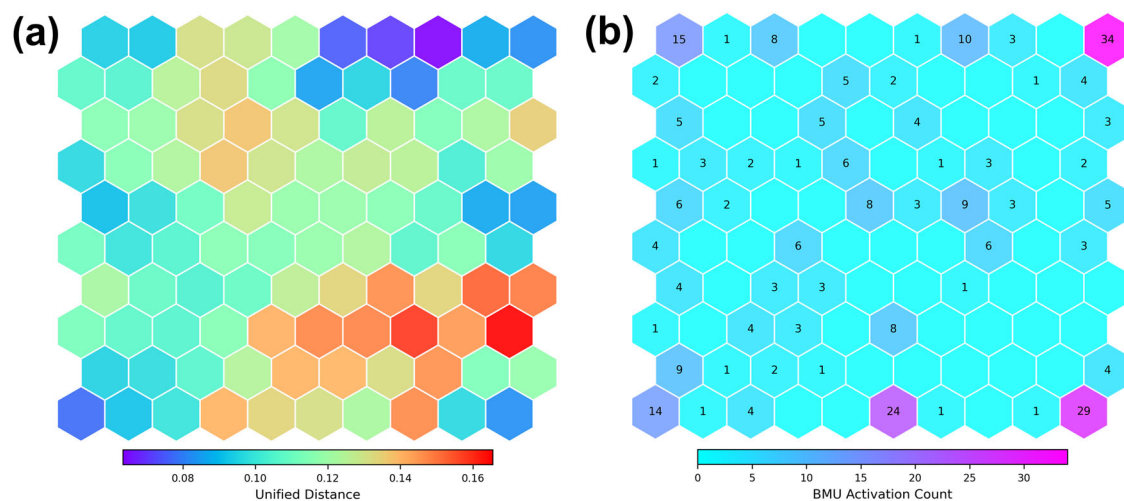 (a)
(b)
15 1 8 1 10 3 34
2 5 2 1 4
5 5 4 3
1 3 2 1 6 1 3 2
6 2 8 3 9 3 5
4 6 6 3
4 3 3 1
1 4 3 8
9 1 2 1 4
14 1 4 24 1 1 29
0.08 0.10 0.12 0.14 0.16
Unified Distance
0 5 10 15 20 25 30
BMU Activation Count